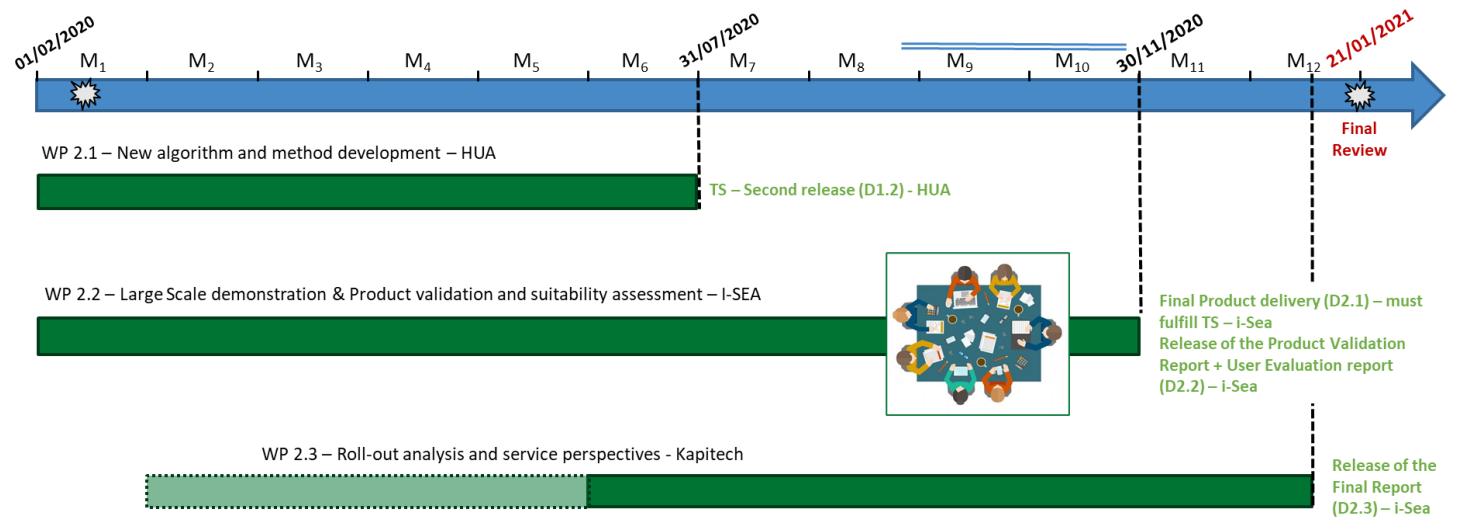 01/02/2020
31/07/2020
30/11/2020
21/01/2021
M1 M2 M3 M4 M5 M6 M7 M8 M9 M10 M11 M12
Final
Review
WP 2.1 – New algorithm and method development – HUA
TS – Second release (D1.2) - HUA
WP 2.2 – Large Scale demonstration & Product validation and suitability assessment – I-SEA
Final Product delivery (D2.1) – must
fulfill TS – i-Sea
Release of the Product Validation
Report + User Evaluation report
(D2.2) – i-Sea
WP 2.3 – Roll-out analysis and service perspectives - Kapitech
Release of the
Final Report
(D2.3) – i-Sea